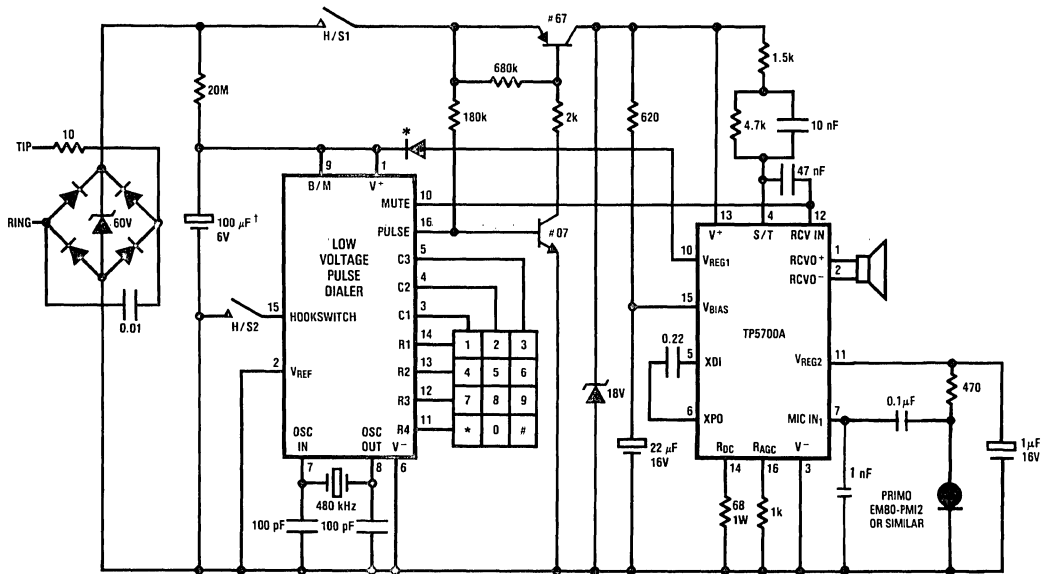 H/S1
# 67
20M
680k
180k
2k
620
1.5k
4.7k
10 nF
47 nF
TIP
10
RING
60V
0.01
100 µF †
6V
*
9
B/M
1
V+
MUTE
10
PULSE
16
LOW
VOLTAGE
PULSE
DIALER
C3
5
C2
4
C1
3
# 07
H/S2
15
HOOKSWITCH
2
VREF
R1
14
R2
13
R3
12
R4
11
1 2 3
4 5 6
7 8 9
* 0 #
OSC
IN
OSC
OUT
V−
7
8
6
480 kHz
100 pF
100 pF
18V
22 µF
16V
13
V+
4
S/T
12
RCV IN
10
VREG1
RCVO+
1
RCVO−
2
15
VBIAS
TP5700A
0.22
5
XDI
6
XPO
VREG2
11
MIC IN1
7
RDC
RAGC
V−
14
16
3
68
1W
1k
1 nF
0.1µF
470
1µF
16V
PRIMO
EM80-PMI2
OR SIMILAR